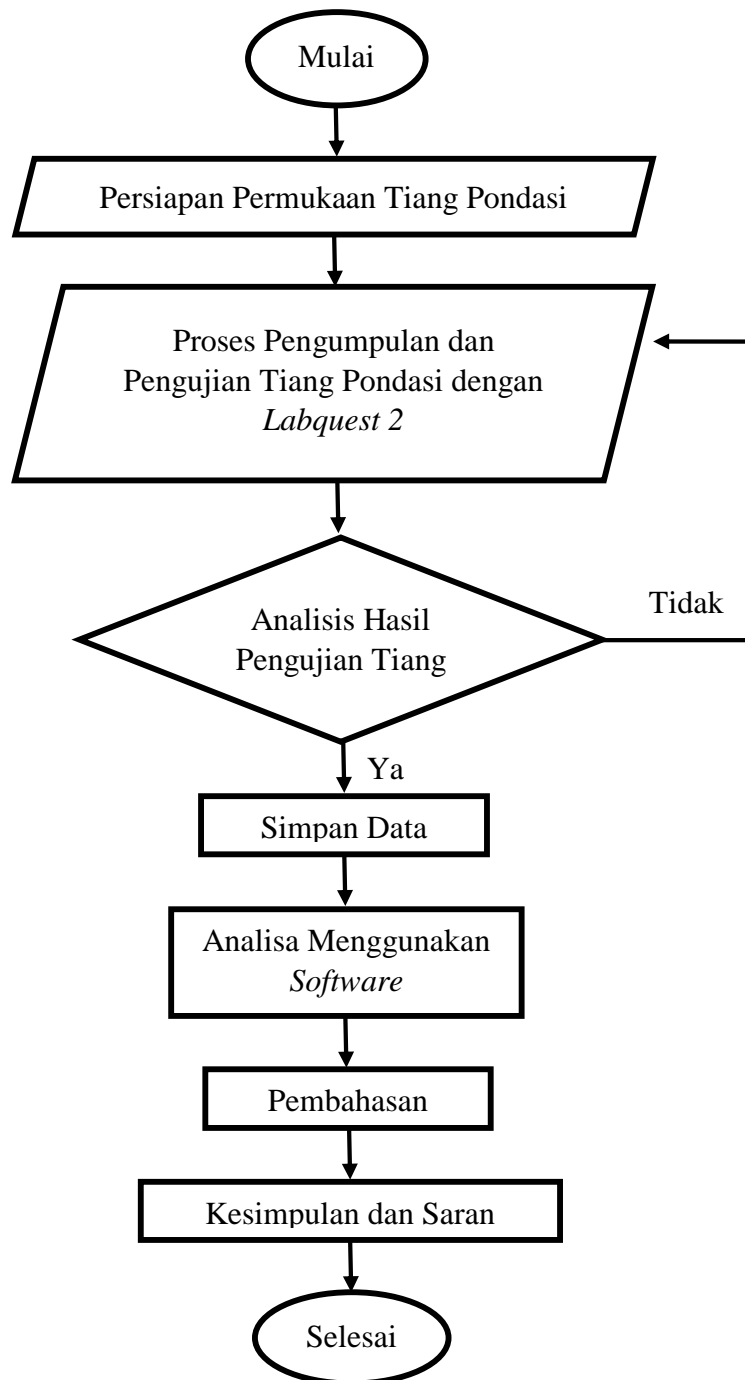 Mulai
Persiapan Permukaan Tiang Pondasi
Proses Pengumpulan dan
Pengujian Tiang Pondasi dengan
Labquest 2
Analisis Hasil
Pengujian Tiang
Tidak
Ya
Simpan Data
Analisa Menggunakan
Software
Pembahasan
Kesimpulan dan Saran
Selesai